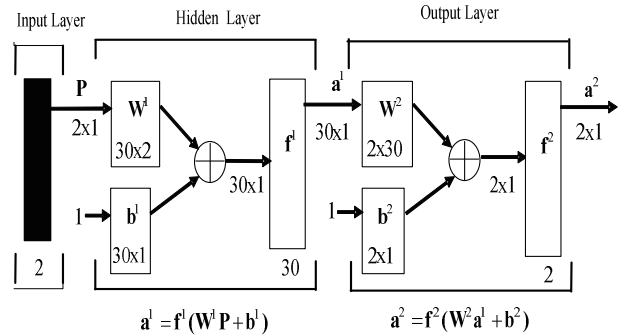 Input Layer
Hidden Layer
Output Layer
P
2x1
W¹
30x2
1
b¹
30x1
30x1
f¹
30
a¹
30x1
W²
2x30
1
b²
2x1
2x1
f²
2
a²
2x1
2
a¹ = f¹(W¹P + b¹)
a² = f²(W²a¹ + b²)